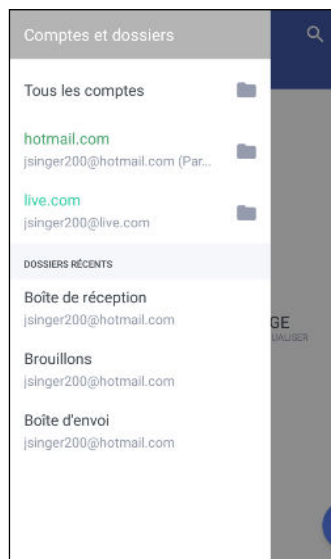 Comptes et dossiers
Tous les comptes
hotmail.com
jsinger200@hotmail.com (Par...
live.com
jsinger200@live.com
DOSSIERS RÉCENTS
Boîte de réception
jsinger200@hotmail.com
GE
UALISER
Brouillons
jsinger200@hotmail.com
Boîte d'envoi
jsinger200@hotmail.com